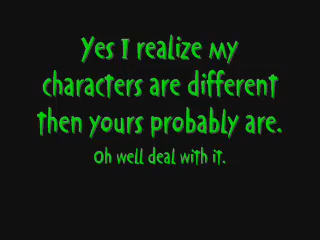 Yes I realize my
characters are different
then yours probably are.
Oh well deal with it.